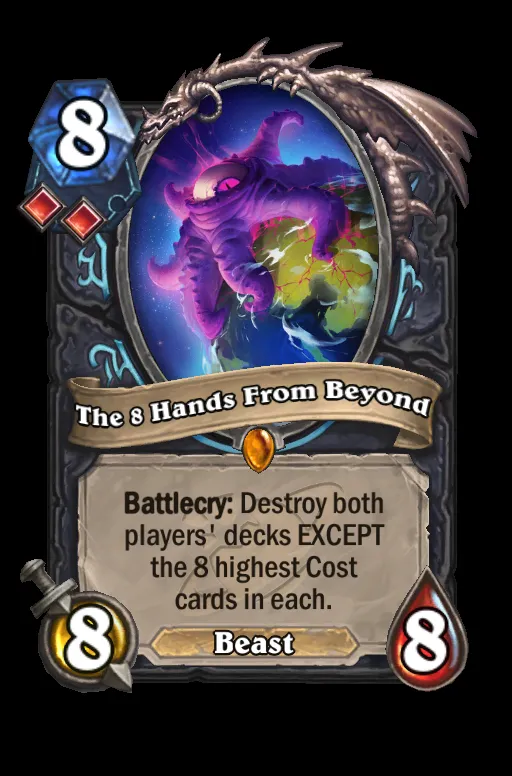 8
The 8 Hands From Beyond
Battlecry: Destroy both
players' decks EXCEPT
the 8 highest Cost
cards in each.
8
Beast
8